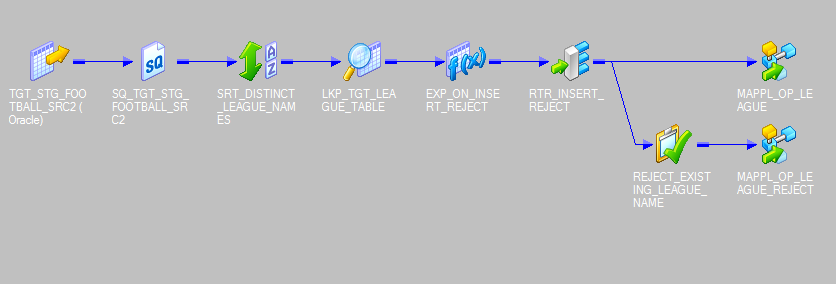 SQ
A
Z
f(x)
TGT_STG_FOO
TBALL_SRC2 (
Oracle)
SQ_TGT_STG_
FOOTBALL_SR
C2
SRT_DISTINCT
_LEAGUE_NAM
ES
LKP_TGT_LEA
GUE_TABLE
EXP_ON_INSE
RT_REJECT
RTR_INSERT_
REJECT
MAPPL_OP_LE
AGUE
REJECT_EXIST
ING_LEAGUE_
NAME
MAPPL_OP_LE
AGUE_REJECT